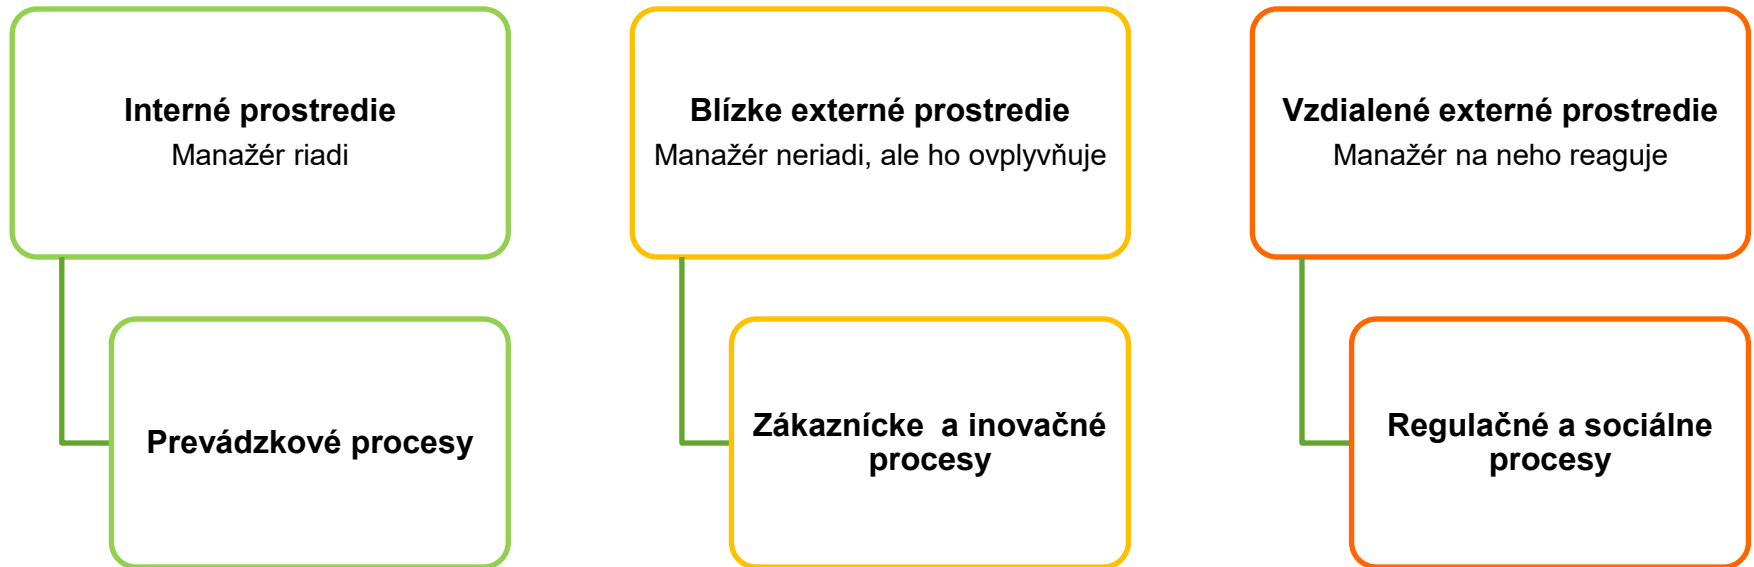 Interné prostredie
Manažér riadi
Prevádzkové procesy
Blízke externé prostredie
Manažér neriadi, ale ho ovplyvňuje
Zákaznícke  a inovačné
procesy
Vzdialené externé prostredie
Manažér na neho reaguje
Regulačné a sociálne
procesy